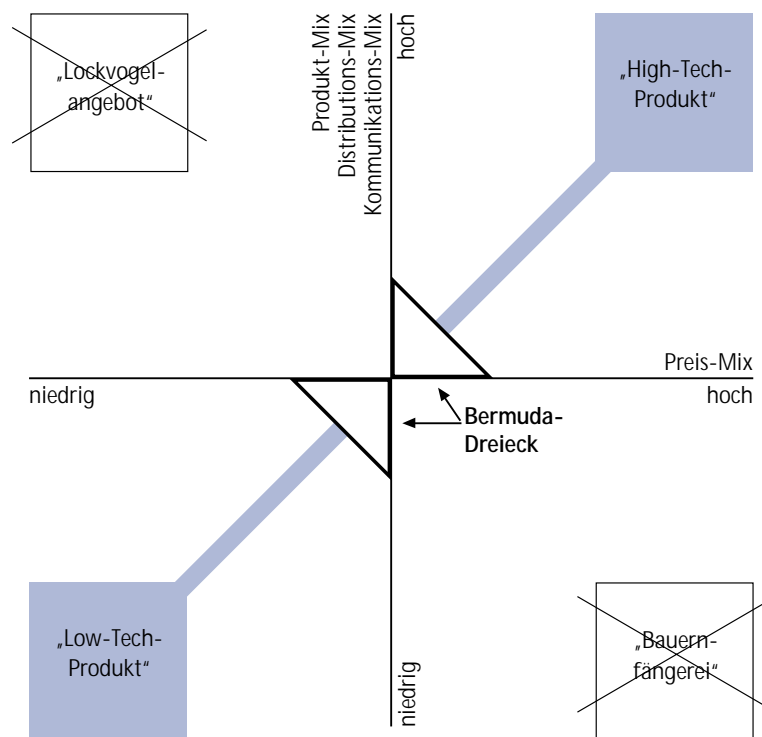 „Lockvogel-
angebot“
Produkt-Mix
Distributions-Mix
Kommunikations-Mix
hoch
„High-Tech-
Produkt“
Preis-Mix
niedrig
hoch
Bermuda-
Dreieck
„Low-Tech-
Produkt“
niedrig
„Bauern-
fängerei“